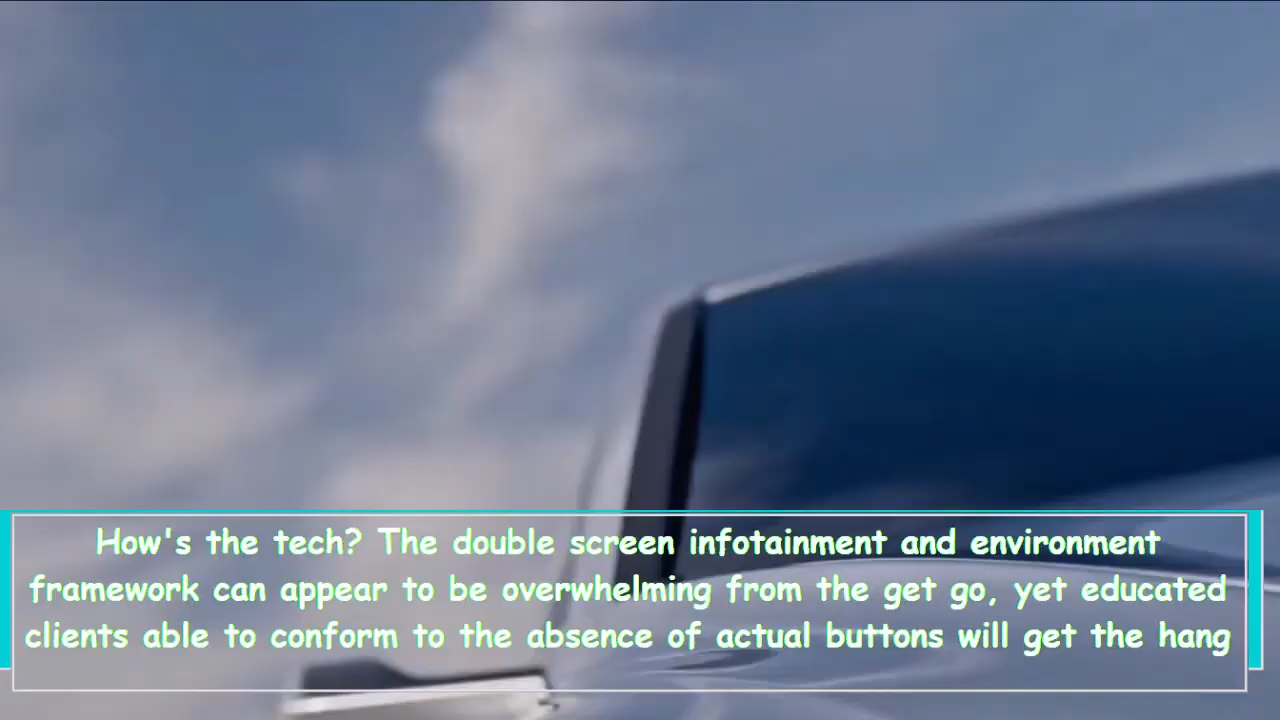 How's the tech? The double screen infotainment and environment
framework can appear to be overwhelming from the get go, yet educated
clients able to conform to the absence of actual buttons will get the hang